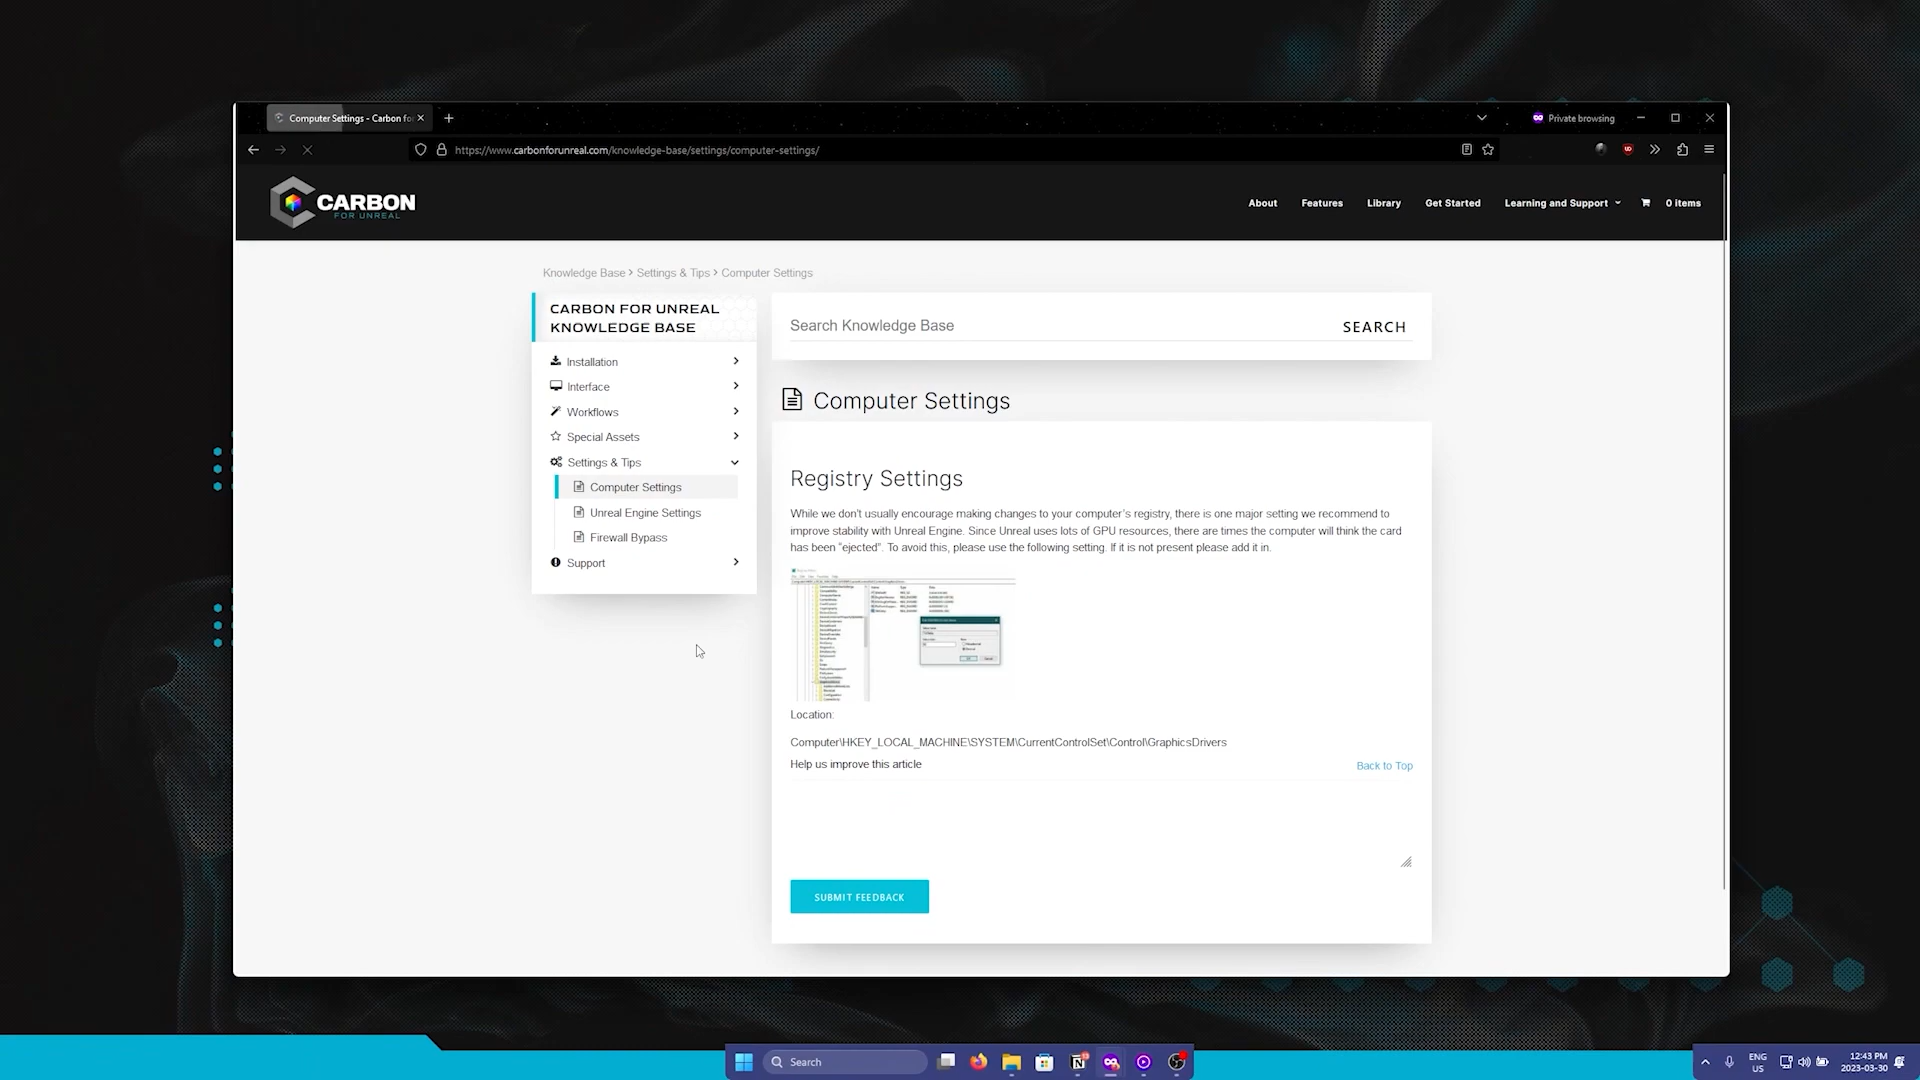 Computer Settings - Carbon fo
Private browsing
https://www.carbonforunreal.com/knowledge-base/settings/computer-settings/
CARBON
FOR UNREAL
About
Features
Library
Get Started
Learning and Support
0 items
Knowledge Base > Settings & Tips > Computer Settings
CARBON FOR UNREAL
KNOWLEDGE BASE
Installation
Interface
Workflows
Special Assets
Settings & Tips
Computer Settings
Unreal Engine Settings
Firewall Bypass
Support
Search Knowledge Base
SEARCH
Computer Settings
Registry Settings
While we don't usually encourage making changes to your computer's registry, there is one major setting we recommend to
improve stability with Unreal Engine. Since Unreal uses lots of GPU resources, there are times the computer will think the card
has been "ejected". To avoid this, please use the following setting. If it is not present please add it in.
Location:
Computer\HKEY_LOCAL_MACHINE\SYSTEM\CurrentControlSet\Control\GraphicsDrivers
Help us improve this article
Back to Top
SUBMIT FEEDBACK
Search
ENG
US
12:43 PM
2023-03-30